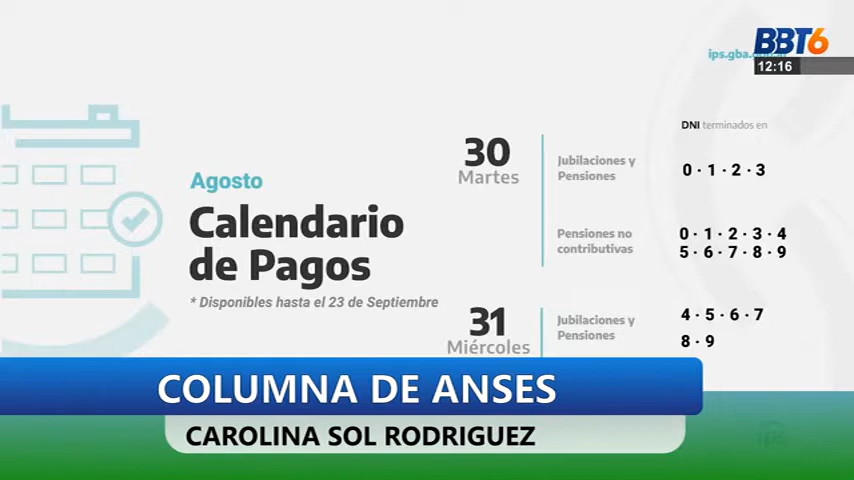 BBT6
ips.gba.go
12:16
DNI terminados en
Agosto
Calendario
de Pagos
* Disponibles hasta el 23 de Septiembre
30
Martes
Jubilaciones y
Pensiones
0 · 1 · 2 · 3
Pensiones no
contributivas
0 · 1 · 2 · 3 · 4
5 · 6 · 7 · 8 · 9
31
Miércoles
Jubilaciones y
Pensiones
4 · 5 · 6 · 7
8 · 9
COLUMNA DE ANSES
CAROLINA SOL RODRIGUEZ
ips